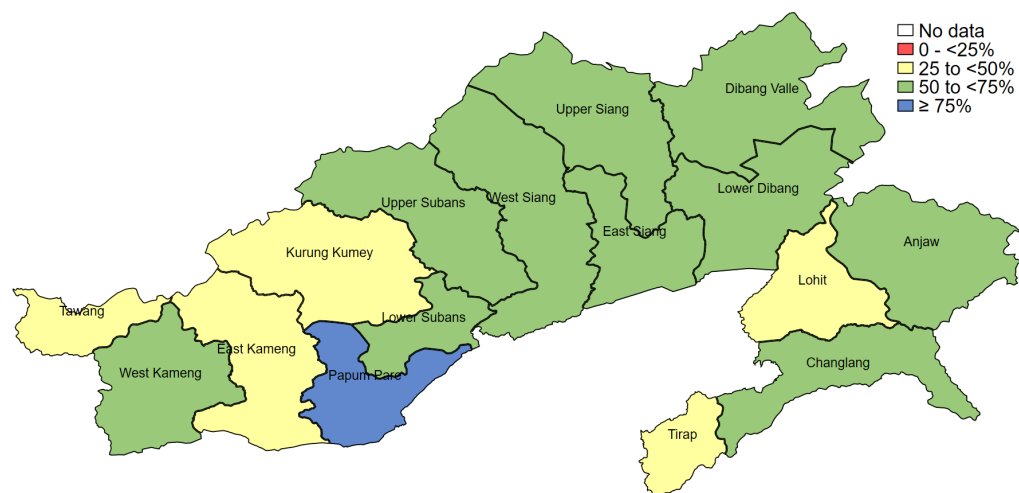 No data
0 - <25%
25 to <50%
50 to <75%
≥ 75%
Dibang Valle
Upper Siang
Lower Dibang
West Siang
Upper Subans
East Siang
Anjaw
Kurung Kumey
Lohit
Tawang
Lower Subans
East Kameng
Changlang
West Kameng
Papum Pare
Tirap